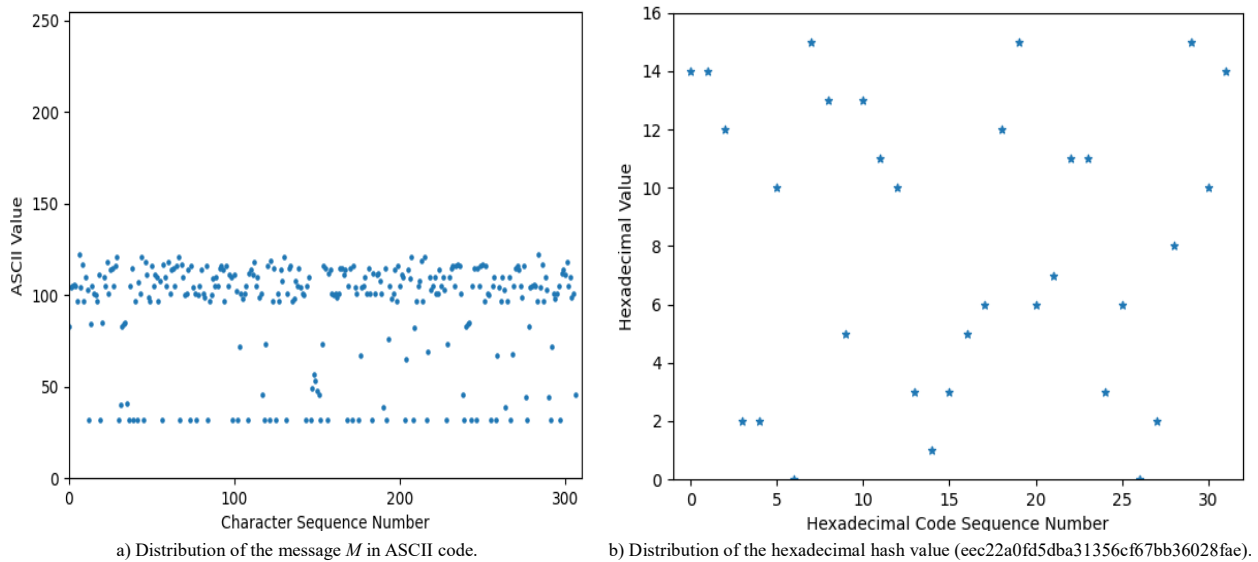 250
200
150
100
50
0
0 100 200 300
ASCII Value
Character Sequence Number
a) Distribution of the message M in ASCII code.
16
14
12
10
8
6
4
2
0
0 5 10 15 20 25 30
Hexadecimal Value
Hexadecimal Code Sequence Number
b) Distribution of the hexadecimal hash value (eec22a0fd5dba31356cf67bb36028fae).